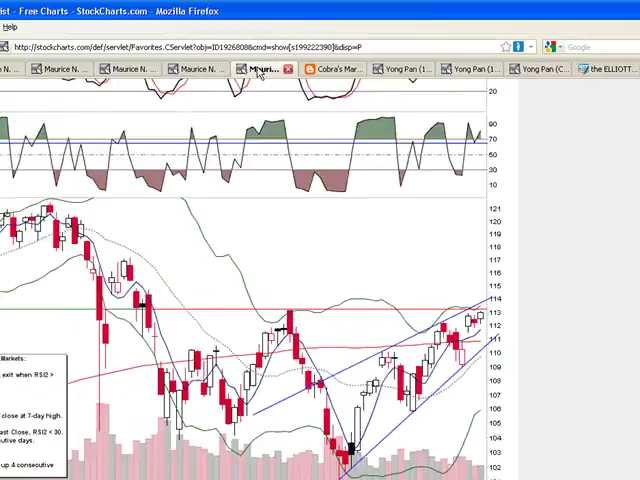 ist - Free Charts - StockCharts.com - Mozilla Firefox
Help
http://stockcharts.com/def/servlet/Favorites.CServlet?obj=ID1926808&cmd=show[s199222390]&disp=P
Google
e N. ...
Maurice N. ...
Maurice N. ...
Maurice N. ...
Mauri...
Cobra's Mar...
Yong Pan (1...
Yong Pan (1...
Yong Pan (C...
the ELLIOTT...
20
90
70
50
30
10
121
120
119
118
117
116
115
114
113
112
111
110
109
108
107
106
105
104
103
102
Markets:
exit when RSI2 >
close at 7-day high.
ast Close, RSI2 < 30.
utive days.
up 4 consecutive